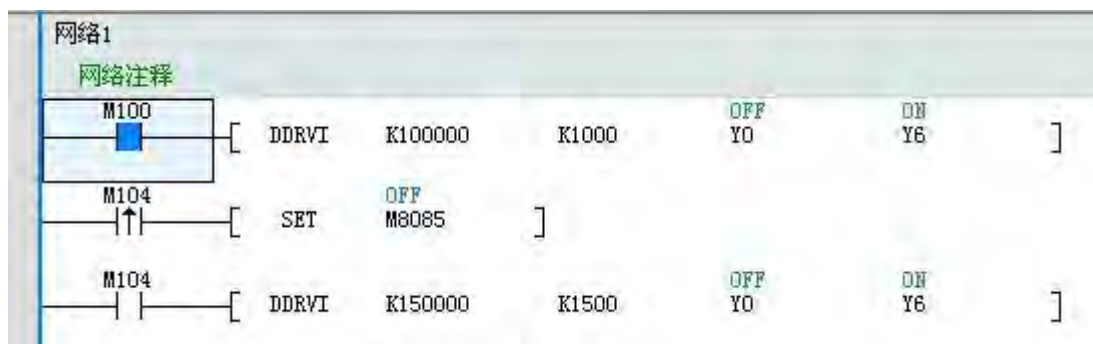 网络1
网络注释
M100 OFF ON
[ DDRVI K100000 K1000 Y0 Y6 ]
M104 OFF
[ SET M8085 ]
M104 OFF ON
[ DDRVI K150000 K1500 Y0 Y6 ]